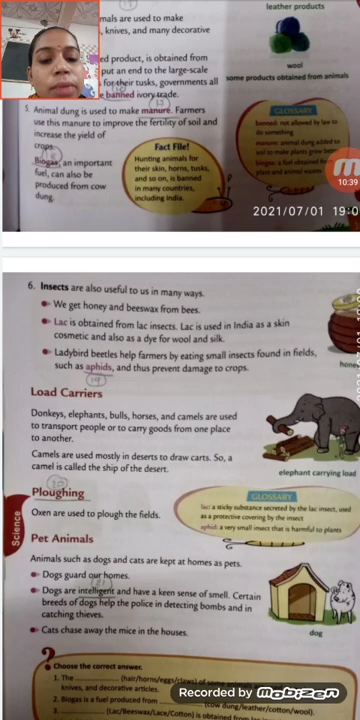 leather products
mals are used to make
, knives, and many decorative
wool
some products obtained from animals
ed product, is obtained from
put an end to the large-scale
for their tusks, governments all
banned ivory trade.
Animal dung is used to make manure. Farmers
use this manure to improve the fertility of soil and
increase the yield of
crops.
Biogas, an important
fuel, can also be
produced from cow
dung.
Fact File!
Hunting animals for
their skin, horns, tusks,
and so on, is banned
in many countries,
including India.
GLOSSARY
banned: not allowed by law to
do something
manure: animal dung added to
soil to make plants grow better
biogas: a fuel obtained
plant and animal wastes
10:39
2021/07/01 19:0
6. Insects are also useful to us in many ways.
We get honey and beeswax from bees.
Lac is obtained from lac insects. Lac is used in India as a skin
cosmetic and also as a dye for wool and silk.
Ladybird beetles help farmers by eating small insects found in fields,
such as aphids, and thus prevent damage to crops.
hone
Load Carriers
Donkeys, elephants, bulls, horses, and camels are used
to transport people or to carry goods from one place
to another.
Camels are used mostly in deserts to draw carts. So, a
camel is called the ship of the desert.
elephant carrying load
Ploughing
Oxen are used to plough the fields.
GLOSSARY
lac: a sticky substance secreted by the lac insect, used
as a protective covering by the insect
aphid: a very small insect that is harmful to plants
Science
Pet Animals
Animals such as dogs and cats are kept at homes as pets.
Dogs guard our homes.
Dogs are intelligent and have a keen sense of smell. Certain
breeds of dogs help the police in detecting bombs and in
catching thieves.
Cats chase away the mice in the houses.
dog
? Choose the correct answer.
1. The (hair/horns/eggs/claws) of some animals
knives, and decorative articles.
2. Biogas is a fuel produced from (cow dung/leather/cotton/wool).
3. (Lac/Beeswax/Lace/Cotton) is obtained from lac
Recorded by mobizen